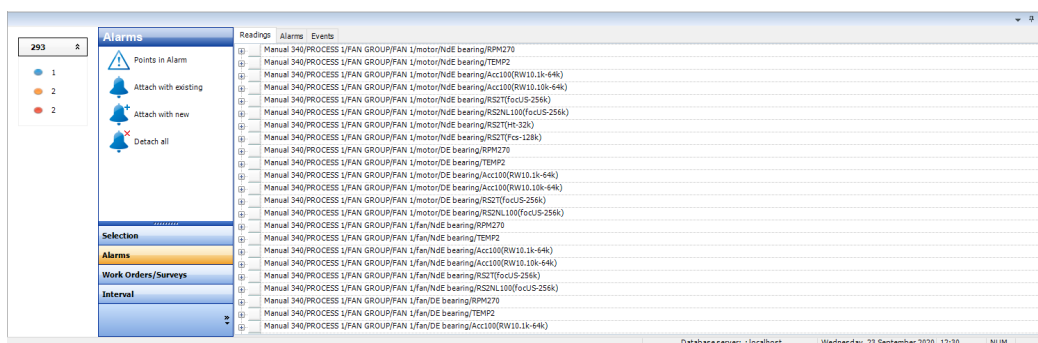 293
1
2
2
Alarms
Points in Alarm
Attach with existing
Attach with new
Detach all
Selection
Alarms
Work Orders/Surveys
Interval
Readings Alarms Events
Manual 340/PROCESS 1/FAN GROUP/FAN 1/motor/NdE bearing/RPM270
Manual 340/PROCESS 1/FAN GROUP/FAN 1/motor/NdE bearing/TEMP2
Manual 340/PROCESS 1/FAN GROUP/FAN 1/motor/NdE bearing/Acc100(RW10.1k-64k)
Manual 340/PROCESS 1/FAN GROUP/FAN 1/motor/NdE bearing/Acc100(RW10.10k-64k)
Manual 340/PROCESS 1/FAN GROUP/FAN 1/motor/NdE bearing/RS2T(focUS-256k)
Manual 340/PROCESS 1/FAN GROUP/FAN 1/motor/NdE bearing/RS2NL100(focUS-256k)
Manual 340/PROCESS 1/FAN GROUP/FAN 1/motor/NdE bearing/RS2T(Ht-32k)
Manual 340/PROCESS 1/FAN GROUP/FAN 1/motor/NdE bearing/RS2T(Fcs-128k)
Manual 340/PROCESS 1/FAN GROUP/FAN 1/motor/DE bearing/RPM270
Manual 340/PROCESS 1/FAN GROUP/FAN 1/motor/DE bearing/TEMP2
Manual 340/PROCESS 1/FAN GROUP/FAN 1/motor/DE bearing/Acc100(RW10.1k-64k)
Manual 340/PROCESS 1/FAN GROUP/FAN 1/motor/DE bearing/Acc100(RW10.10k-64k)
Manual 340/PROCESS 1/FAN GROUP/FAN 1/motor/DE bearing/RS2T(focUS-256k)
Manual 340/PROCESS 1/FAN GROUP/FAN 1/motor/DE bearing/RS2NL100(focUS-256k)
Manual 340/PROCESS 1/FAN GROUP/FAN 1/fan/NdE bearing/RPM270
Manual 340/PROCESS 1/FAN GROUP/FAN 1/fan/NdE bearing/TEMP2
Manual 340/PROCESS 1/FAN GROUP/FAN 1/fan/NdE bearing/Acc100(RW10.1k-64k)
Manual 340/PROCESS 1/FAN GROUP/FAN 1/fan/NdE bearing/Acc100(RW10.10k-64k)
Manual 340/PROCESS 1/FAN GROUP/FAN 1/fan/NdE bearing/RS2T(focUS-256k)
Manual 340/PROCESS 1/FAN GROUP/FAN 1/fan/NdE bearing/RS2NL100(focUS-256k)
Manual 340/PROCESS 1/FAN GROUP/FAN 1/fan/DE bearing/RPM270
Manual 340/PROCESS 1/FAN GROUP/FAN 1/fan/DE bearing/TEMP2
Manual 340/PROCESS 1/FAN GROUP/FAN 1/fan/DE bearing/Acc100(RW10.1k-64k)
Database server: : localhost Wednesday, 23 September 2020 12:30 NUM